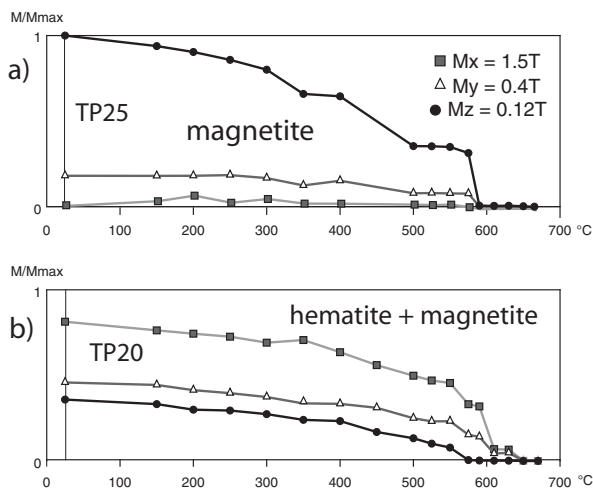 M/Mmax
1
a)
TP25
magnetite
Mx = 1.5T
My = 0.4T
Mz = 0.12T
0
0 100 200 300 400 500 600 700 °C
M/Mmax
1
b)
TP20
hematite + magnetite
0
0 100 200 300 400 500 600 700 °C